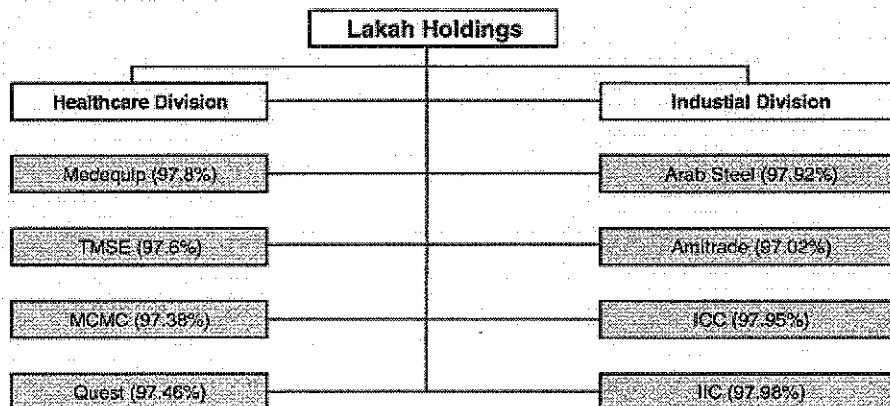 Lakah Holdings
Healthcare Division
Industial Division
Medequip (97.8%)
Arab Steel (97.92%)
TMSE (97.6%)
Amitrade (97.02%)
MCMC (97.38%)
ICC (97.95%)
Quest (97.46%)
IIC (97.98%)